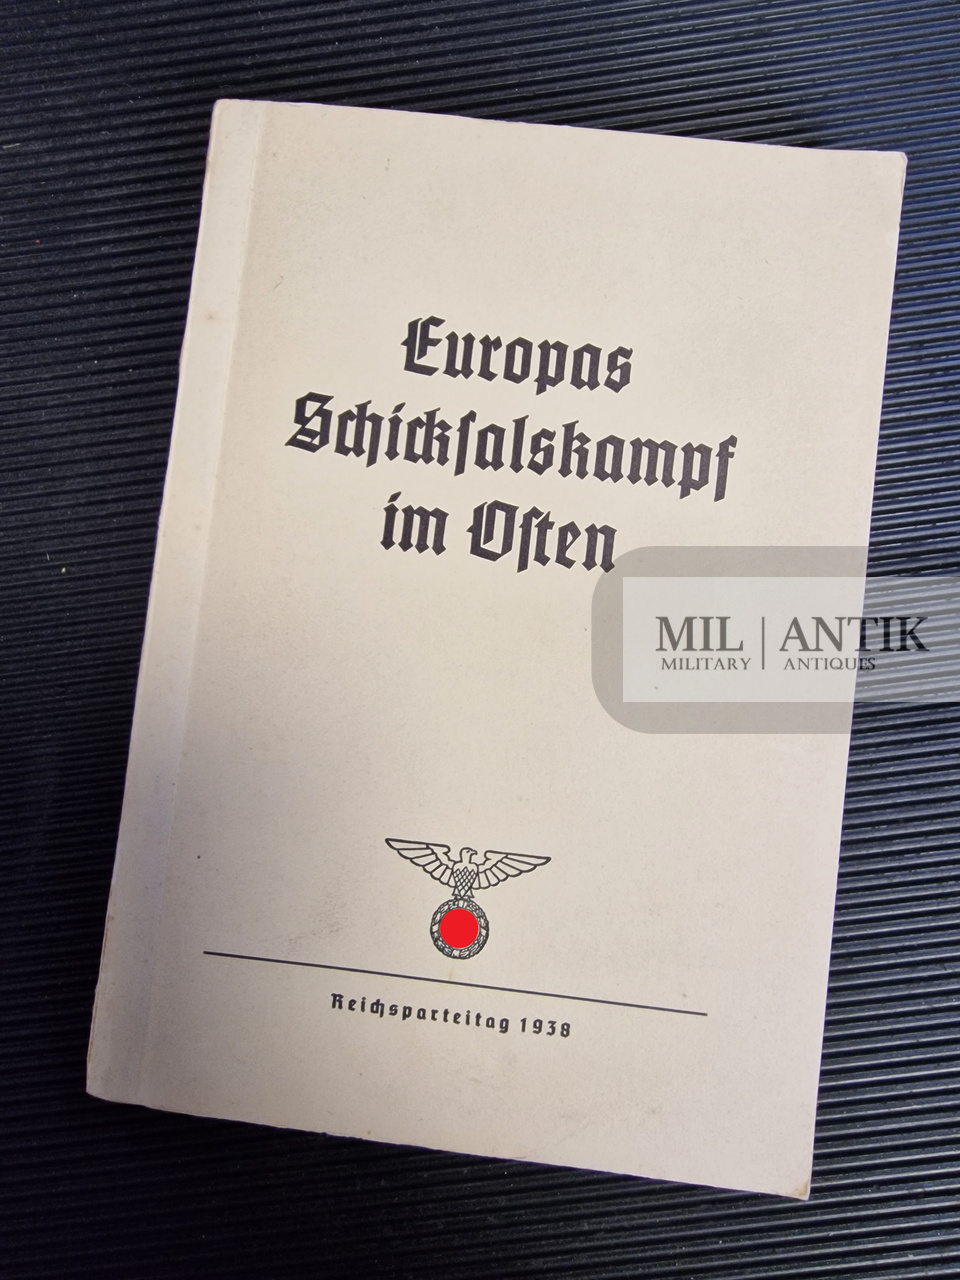 Europas
Schickſalskampf
im Oſten
MIL | ANTIK
MILITARY ANTIQUES
Reichsparteitag 1938